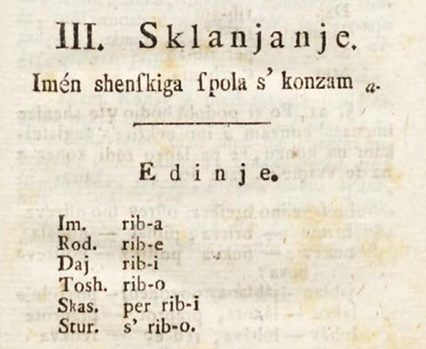 III. Sklanjanje.
Imén shenſkiga ſpola s' konzam a.
Edinje.
Im. rib-a
Rod. rib-e
Daj rib-i
Tosh. rib-o
Skas. per rib-i
Stur. s' rib-o.